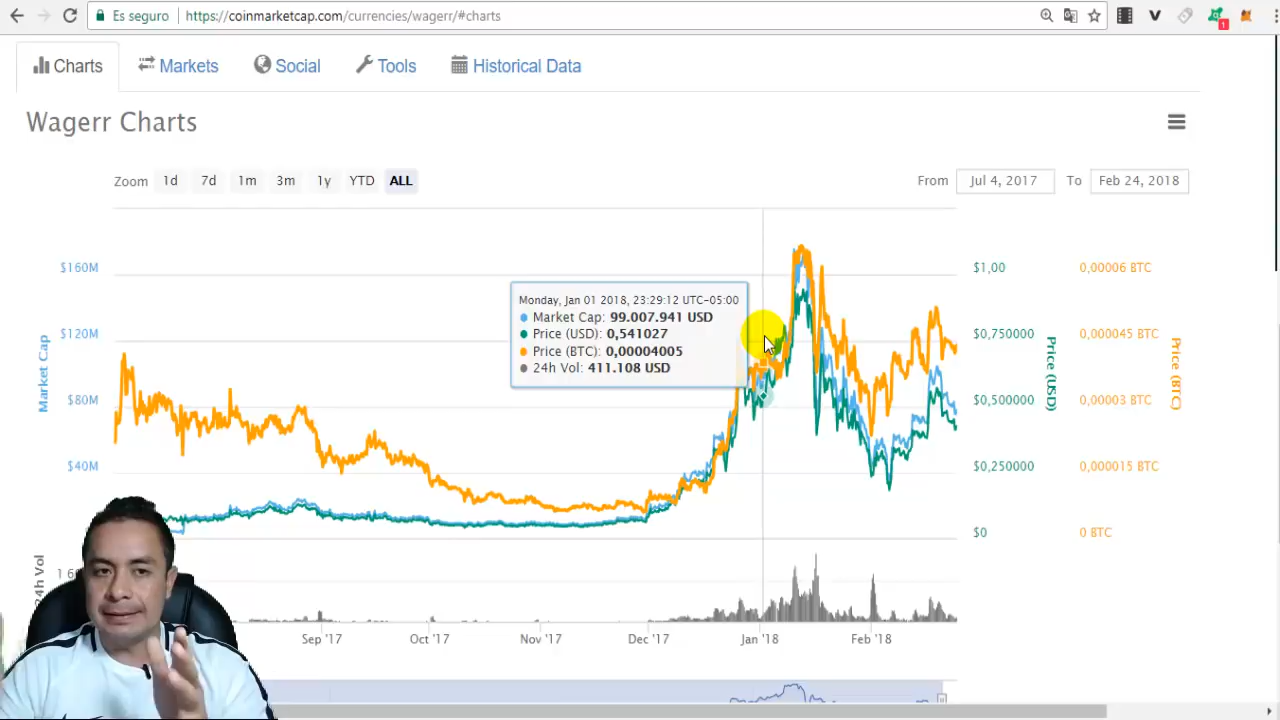 Es seguro https://coinmarketcap.com/currencies/wagerr/#charts
1
Charts Markets Social Tools Historical Data
Wagerr Charts
Zoom 1d 7d 1m 3m 1y YTD ALL From Jul 4, 2017 To Feb 24, 2018
$160M $1,00 0,00006 BTC
$120M $0,750000 0,000045 BTC
$80M $0,500000 0,00003 BTC
$40M $0,250000 0,000015 BTC
$0 0 BTC
Market Cap
Price (USD)
Price (BTC)
Monday, Jan 01 2018, 23:29:12 UTC-05:00
Market Cap: 99.007.941 USD
Price (USD): 0,541027
Price (BTC): 0,00004005
24h Vol: 411.108 USD
24h Vol
Sep '17 Oct '17 Nov '17 Dec '17 Jan '18 Feb '18